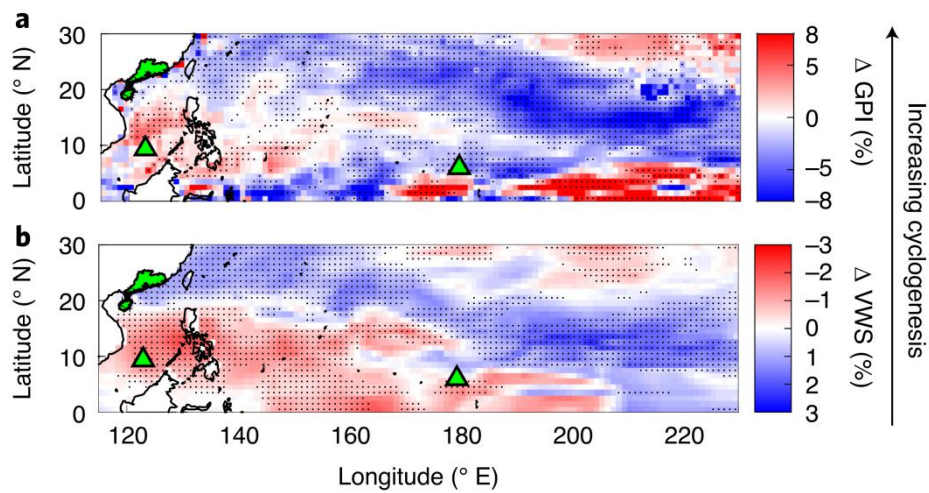 a
30
20
10
0
Latitude (° N)
8
5
0
−5
−8
Δ GPI (%)
b
30
20
10
0
Latitude (° N)
−3
−2
−1
0
1
2
3
Δ VWS (%)
120 140 160 180 200 220
Longitude (° E)
Increasing cyclogenesis